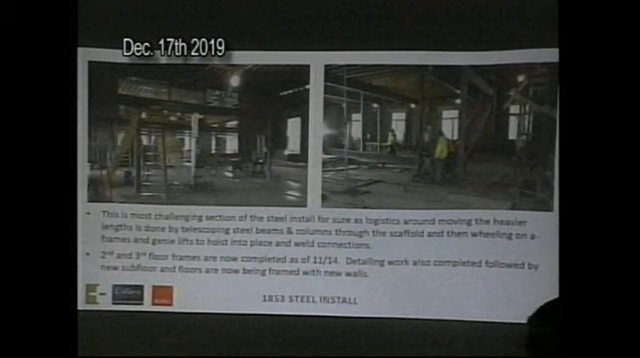 Dec. 17th 2019
• This is most challenging section of the steel install for sure as logistics around moving the heavier
lengths is done by telescoping steel beams & columns through the scaffold and then wheeling on a-
frames and genie lifts to hoist into place and weld connections.
• 2nd and 3rd floor frames are now completed as of 11/14. Detailing work also completed followed by
new subfloor and floors are now being framed with new walls.
Colliers
1853 STEEL INSTALL